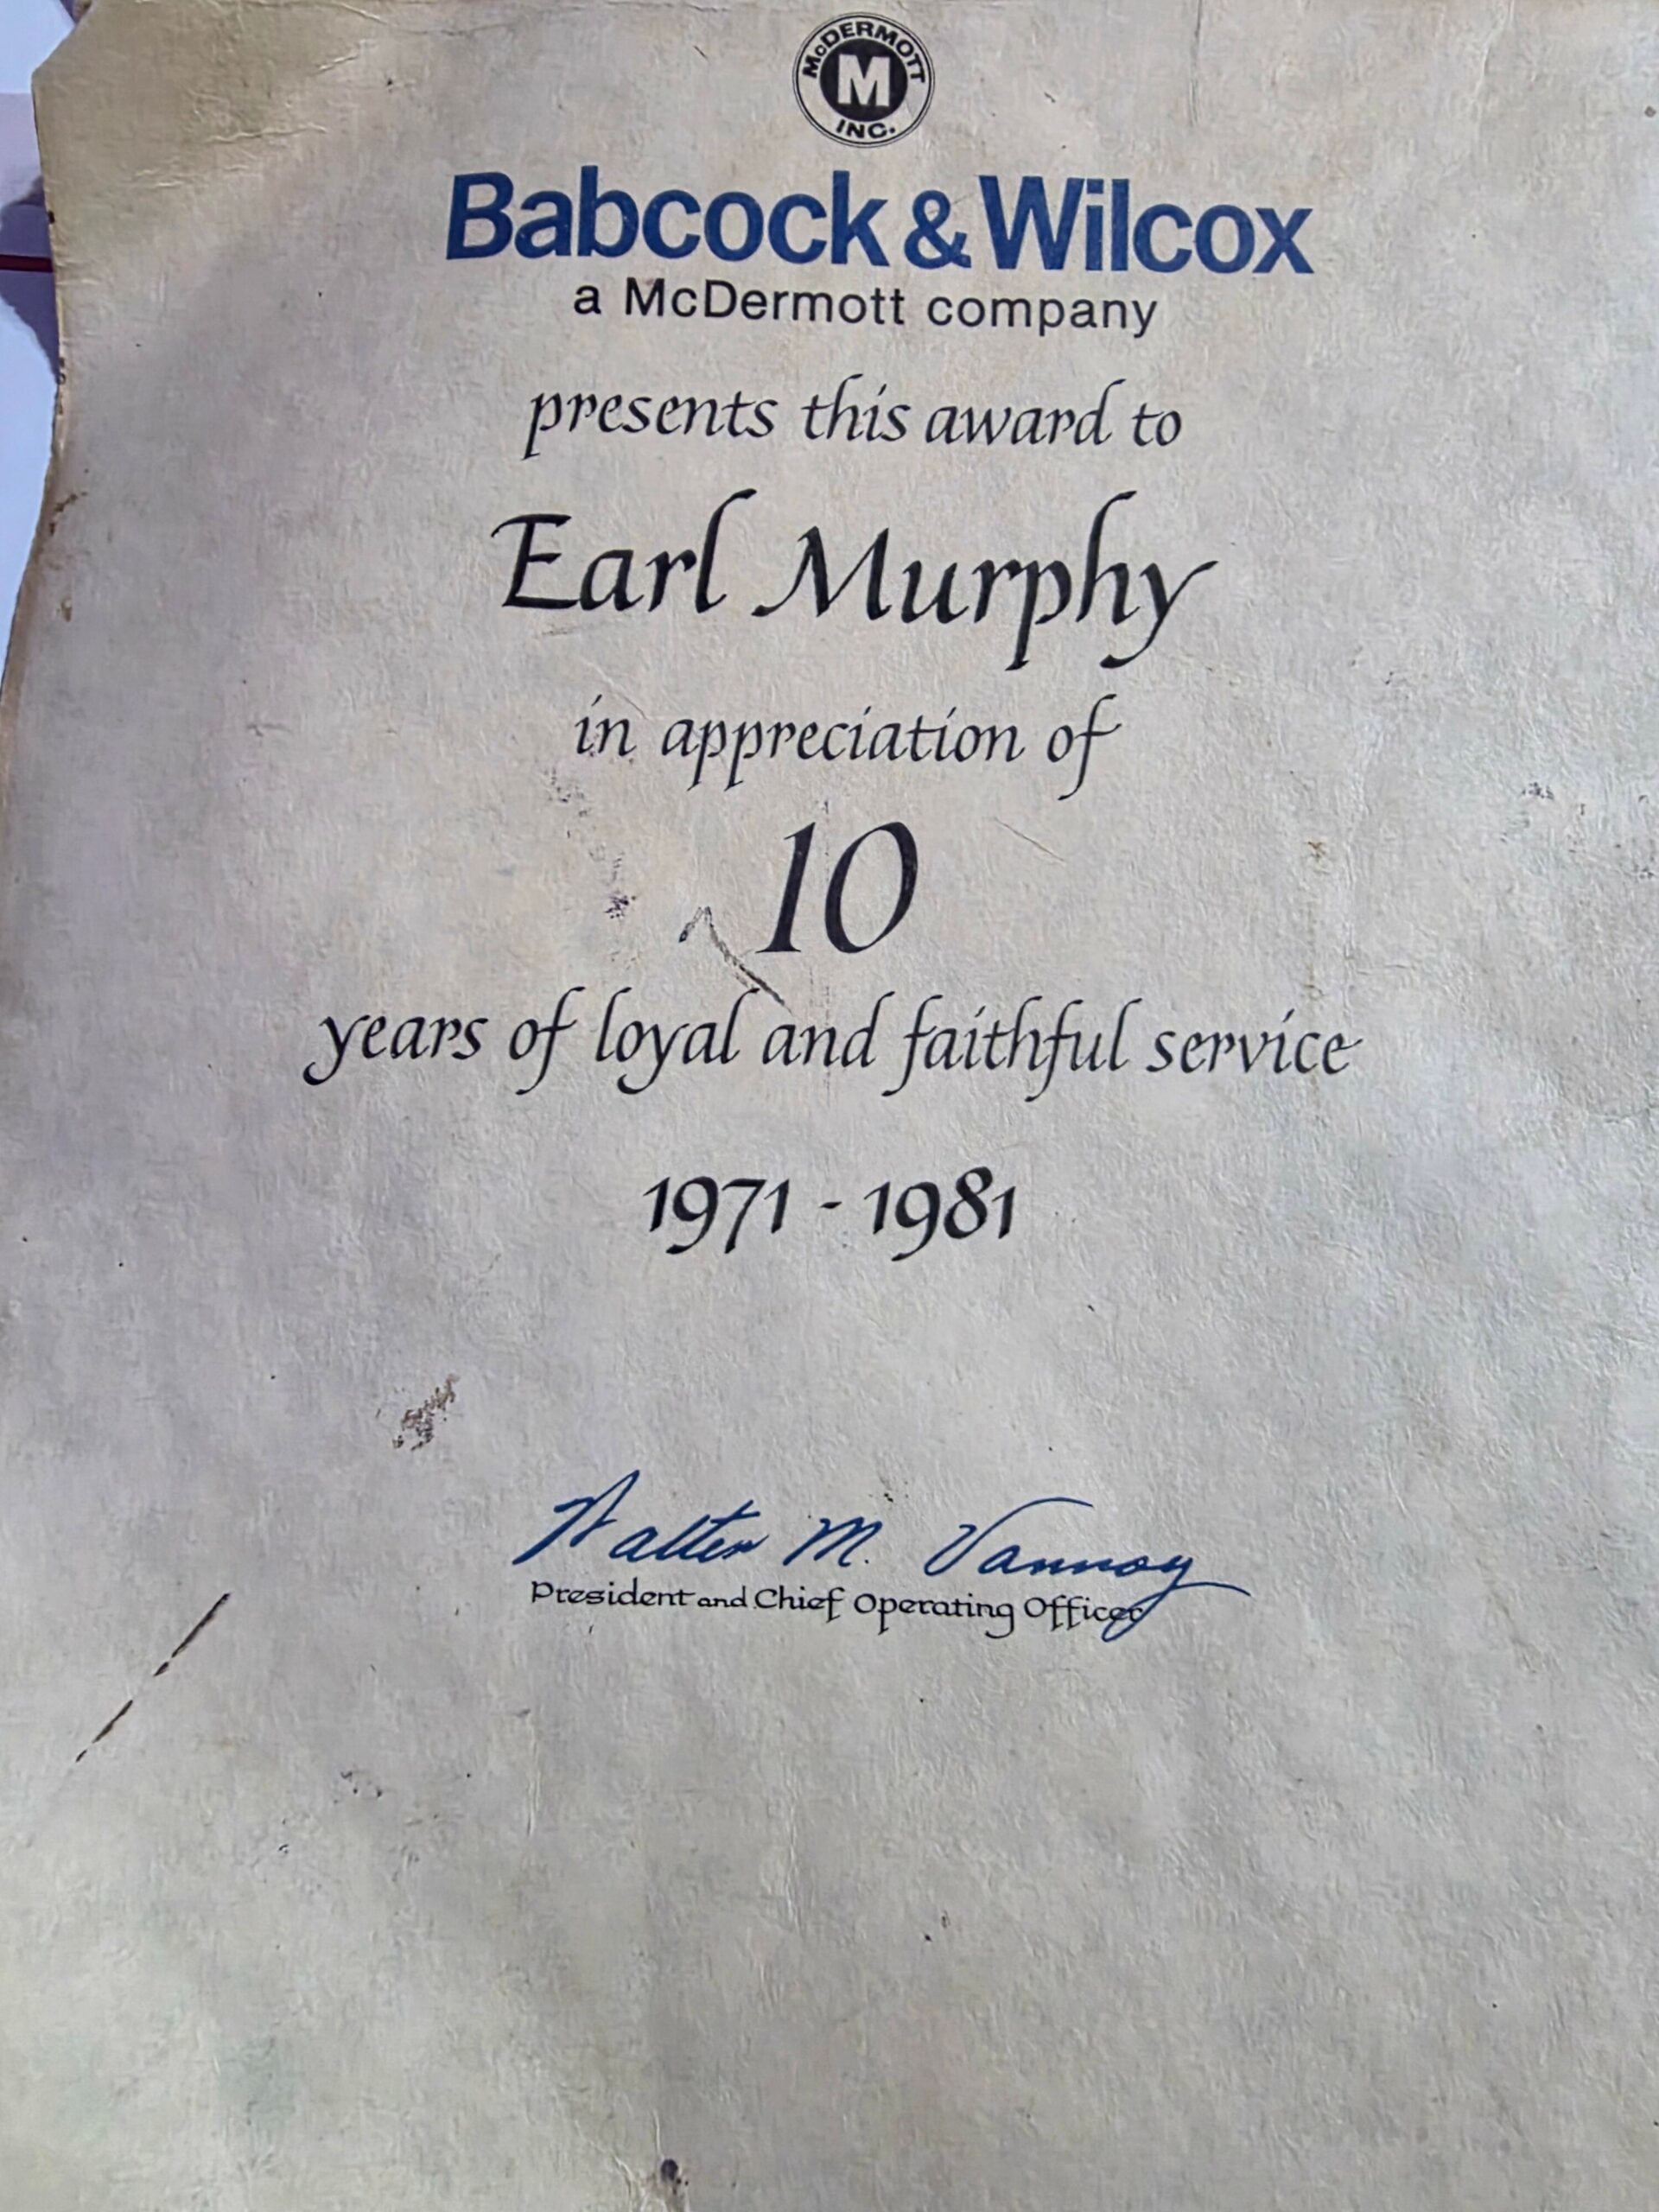 McDERMOTT
M
INC.
Babcock & Wilcox
a McDermott company
presents this award to
Earl Murphy
in appreciation of
10
years of loyal and faithful service
1971 - 1981
Walter M. Vannoy
President and Chief Operating Officer